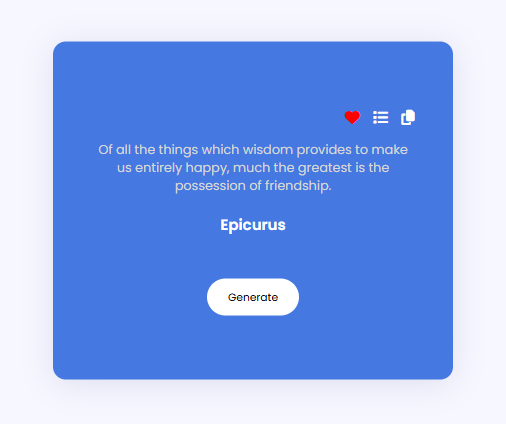 Of all the things which wisdom provides to make
us entirely happy, much the greatest is the
possession of friendship.
Epicurus
Generate